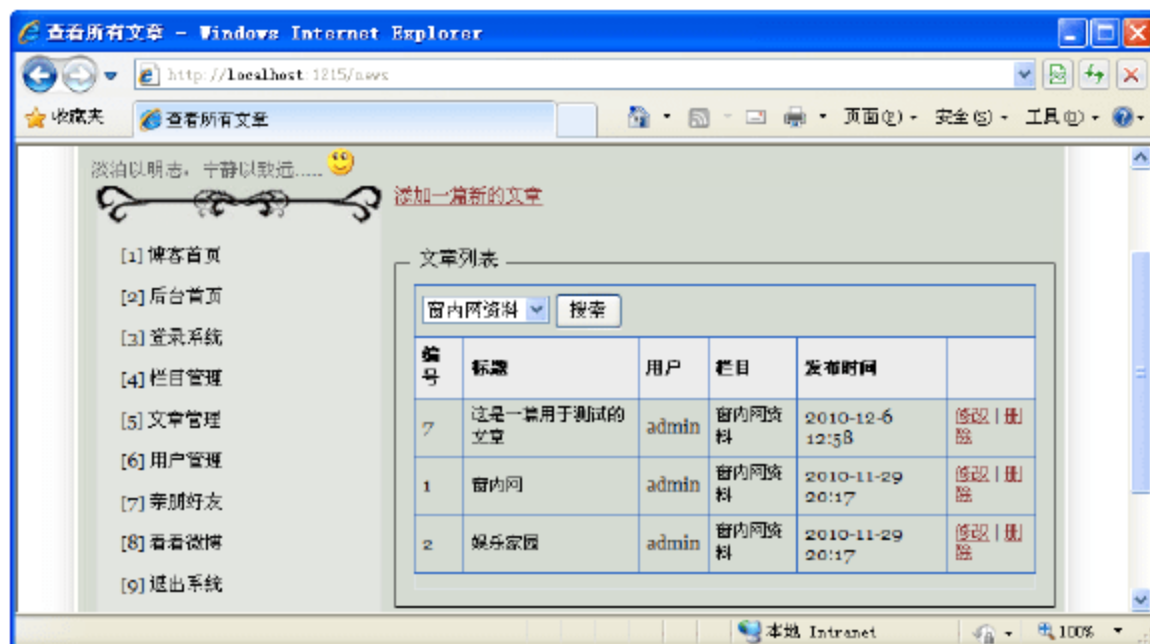 查看所有文章 - Windows Internet Explorer
http://localhost:1215/news
收藏夹
查看所有文章
页面(P)
安全(S)
工具(O)
淡泊以明志，宁静以致远......
添加一篇新的文章
[1] 博客首页
[2] 后台首页
[3] 登录系统
[4] 栏目管理
[5] 文章管理
[6] 用户管理
[7] 亲朋好友
[8] 看看微博
[9] 退出系统
文章列表
窗内网资料 搜索
编号 标题 用户 栏目 发布时间
7 这是一篇用于测试的文章 admin 窗内网资料 2010-12-6 12:58 修改 | 删除
1 窗内网 admin 窗内网资料 2010-11-29 20:17 修改 | 删除
2 娱乐家园 admin 窗内网资料 2010-11-29 20:17 修改 | 删除
本地 Intranet
100%